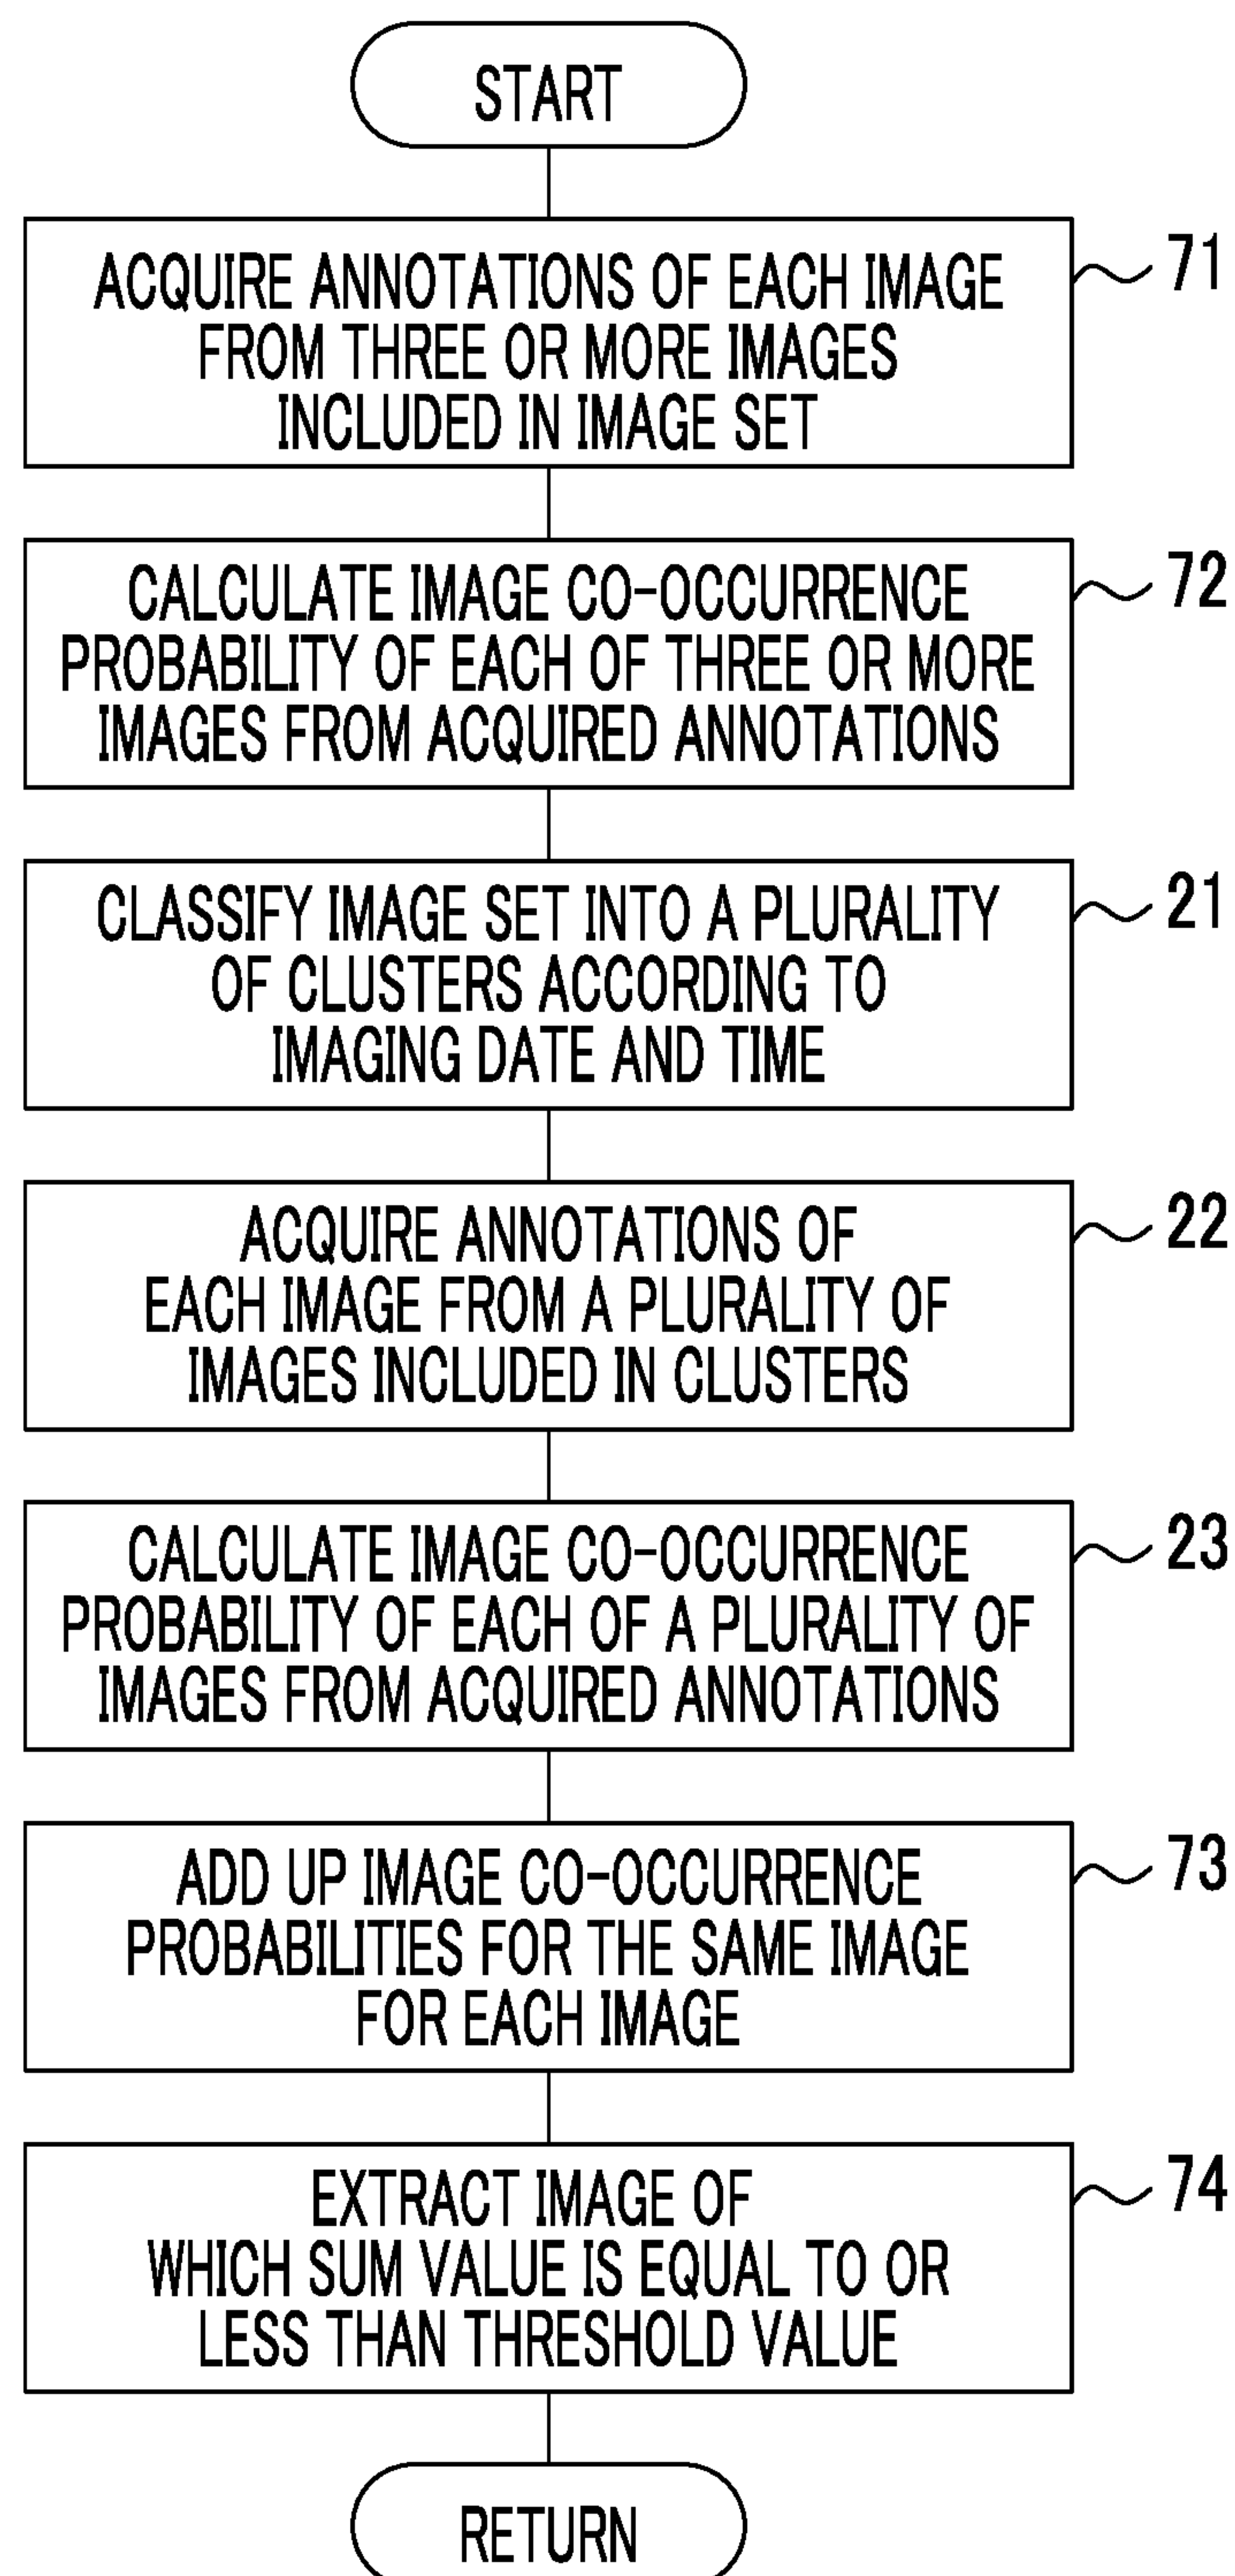 START
ACQUIRE ANNOTATIONS OF EACH IMAGE
FROM THREE OR MORE IMAGES
INCLUDED IN IMAGE SET
71
CALCULATE IMAGE CO-OCCURRENCE
PROBABILITY OF EACH OF THREE OR MORE
IMAGES FROM ACQUIRED ANNOTATIONS
72
CLASSIFY IMAGE SET INTO A PLURALITY
OF CLUSTERS ACCORDING TO
IMAGING DATE AND TIME
21
ACQUIRE ANNOTATIONS OF
EACH IMAGE FROM A PLURALITY OF
IMAGES INCLUDED IN CLUSTERS
22
CALCULATE IMAGE CO-OCCURRENCE
PROBABILITY OF EACH OF A PLURALITY OF
IMAGES FROM ACQUIRED ANNOTATIONS
23
ADD UP IMAGE CO-OCCURRENCE
PROBABILITIES FOR THE SAME IMAGE
FOR EACH IMAGE
73
EXTRACT IMAGE OF
WHICH SUM VALUE IS EQUAL TO OR
LESS THAN THRESHOLD VALUE
74
RETURN